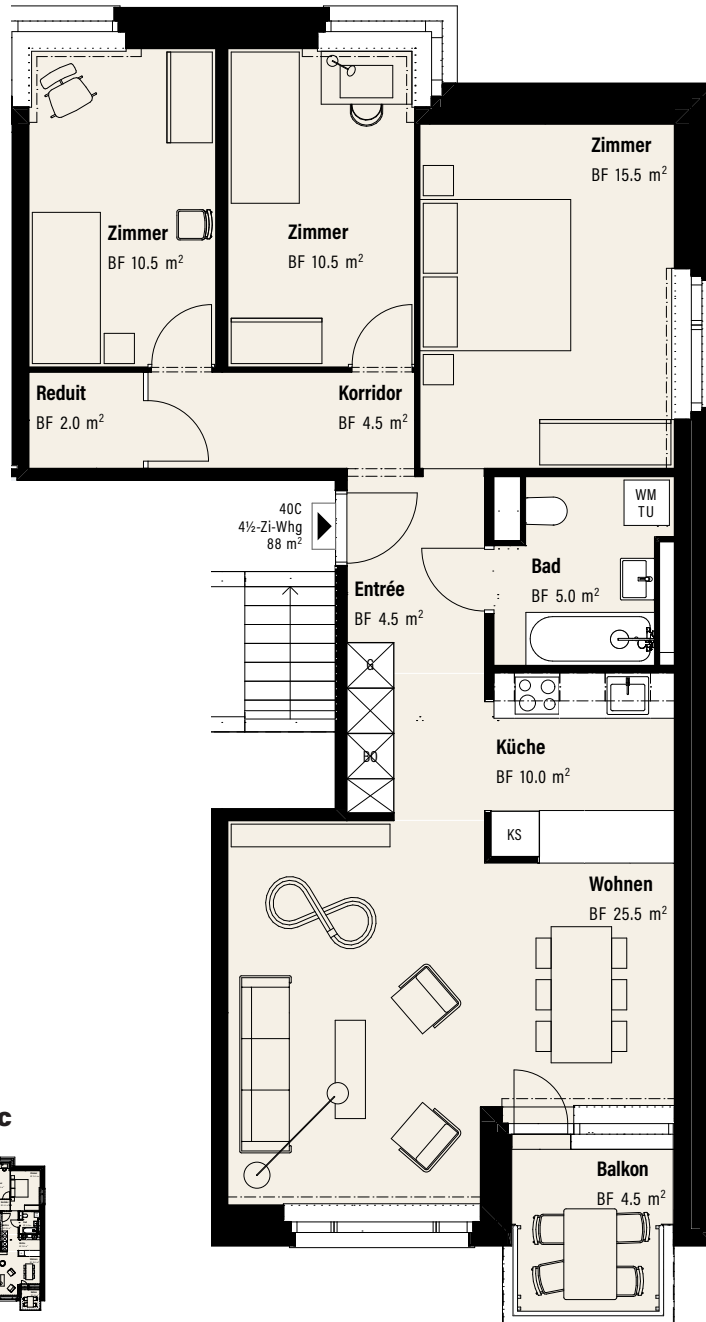 Zimmer
BF 15.5 m²
Zimmer
BF 10.5 m²
Zimmer
BF 10.5 m²
Reduit
BF 2.0 m²
Korridor
BF 4.5 m²
40C
4½-Zi-Whg
88 m²
WM
TU
Bad
BF 5.0 m²
Entrée
BF 4.5 m²
G
BO
Küche
BF 10.0 m²
KS
Wohnen
BF 25.5 m²
Balkon
BF 4.5 m²